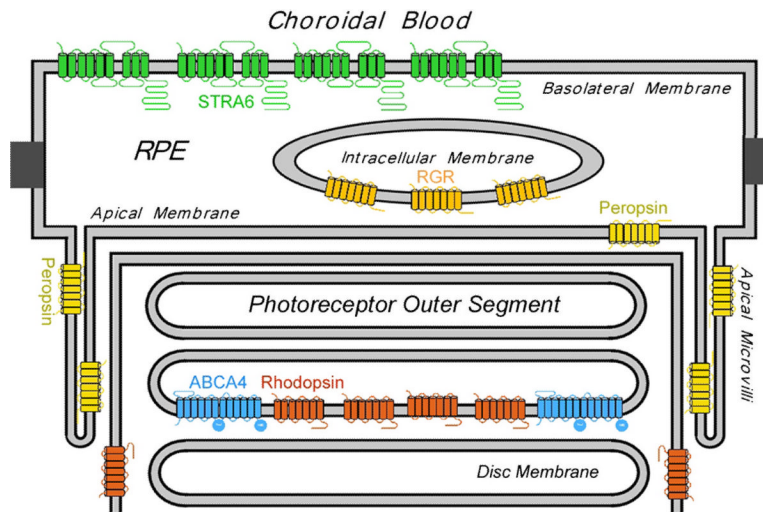 Choroidal Blood
Basolateral Membrane
STRA6
RPE
Intracellular Membrane
RGR
Apical Membrane
Peropsin
Peropsin
Apical Microvilli
Photoreceptor Outer Segment
ABCA4
Rhodopsin
Disc Membrane